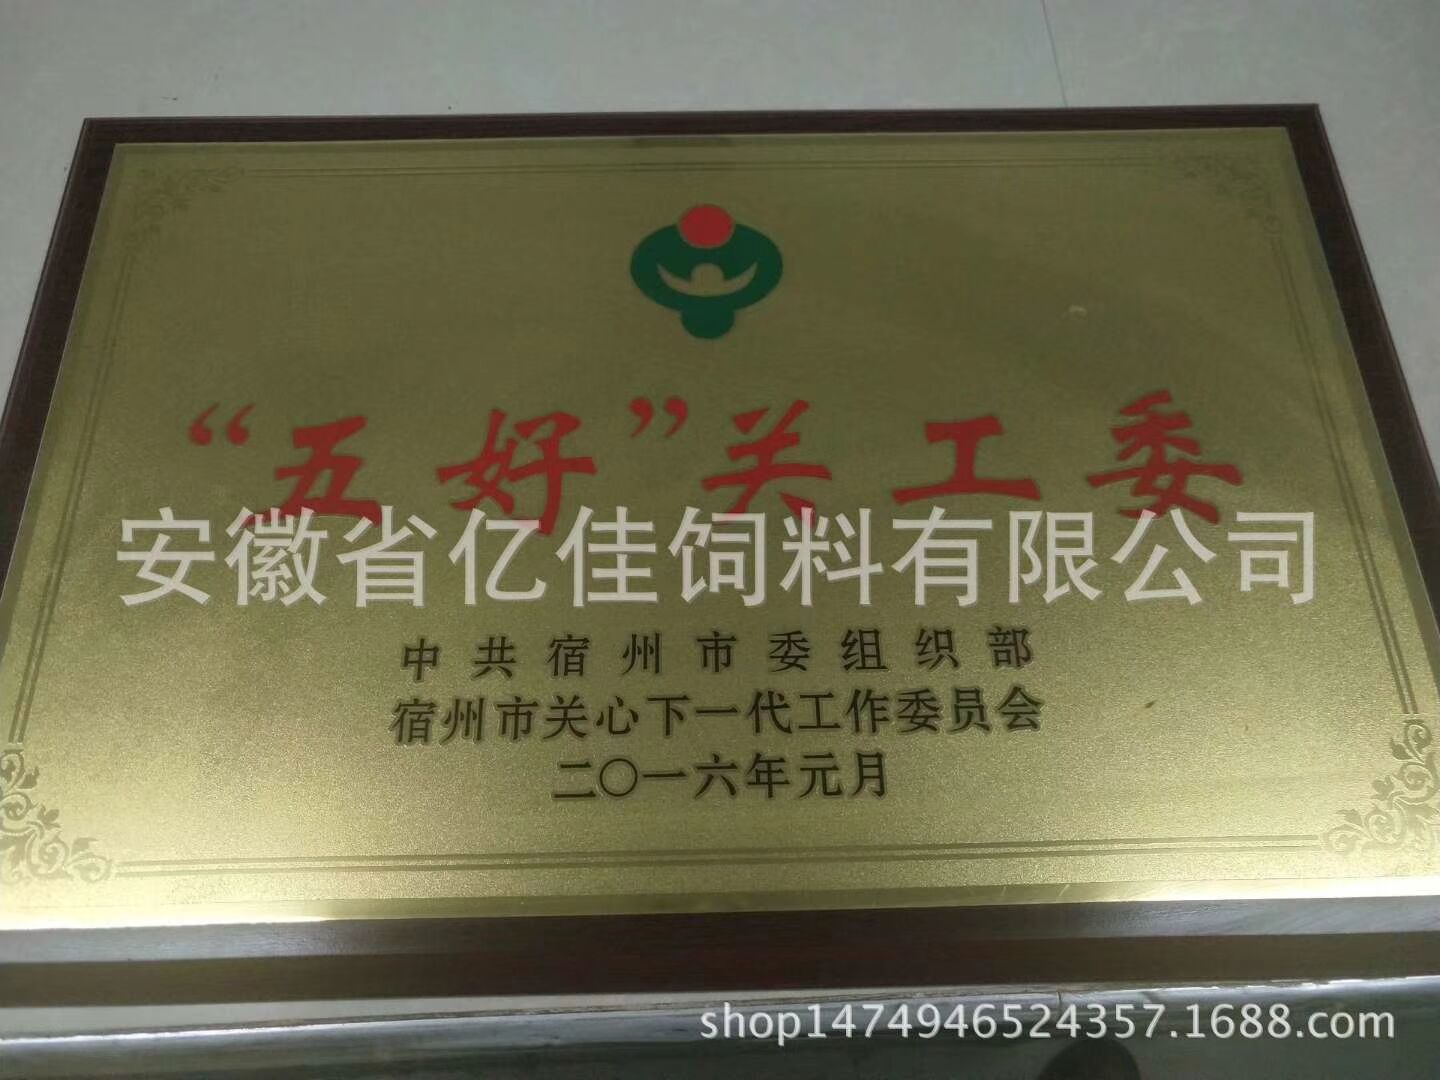 “五好”关工委
安徽省亿佳饲料有限公司
中共宿州市委组织部
宿州市关心下一代工作委员会
二〇一六年元月
shop1474946524357.1688.com